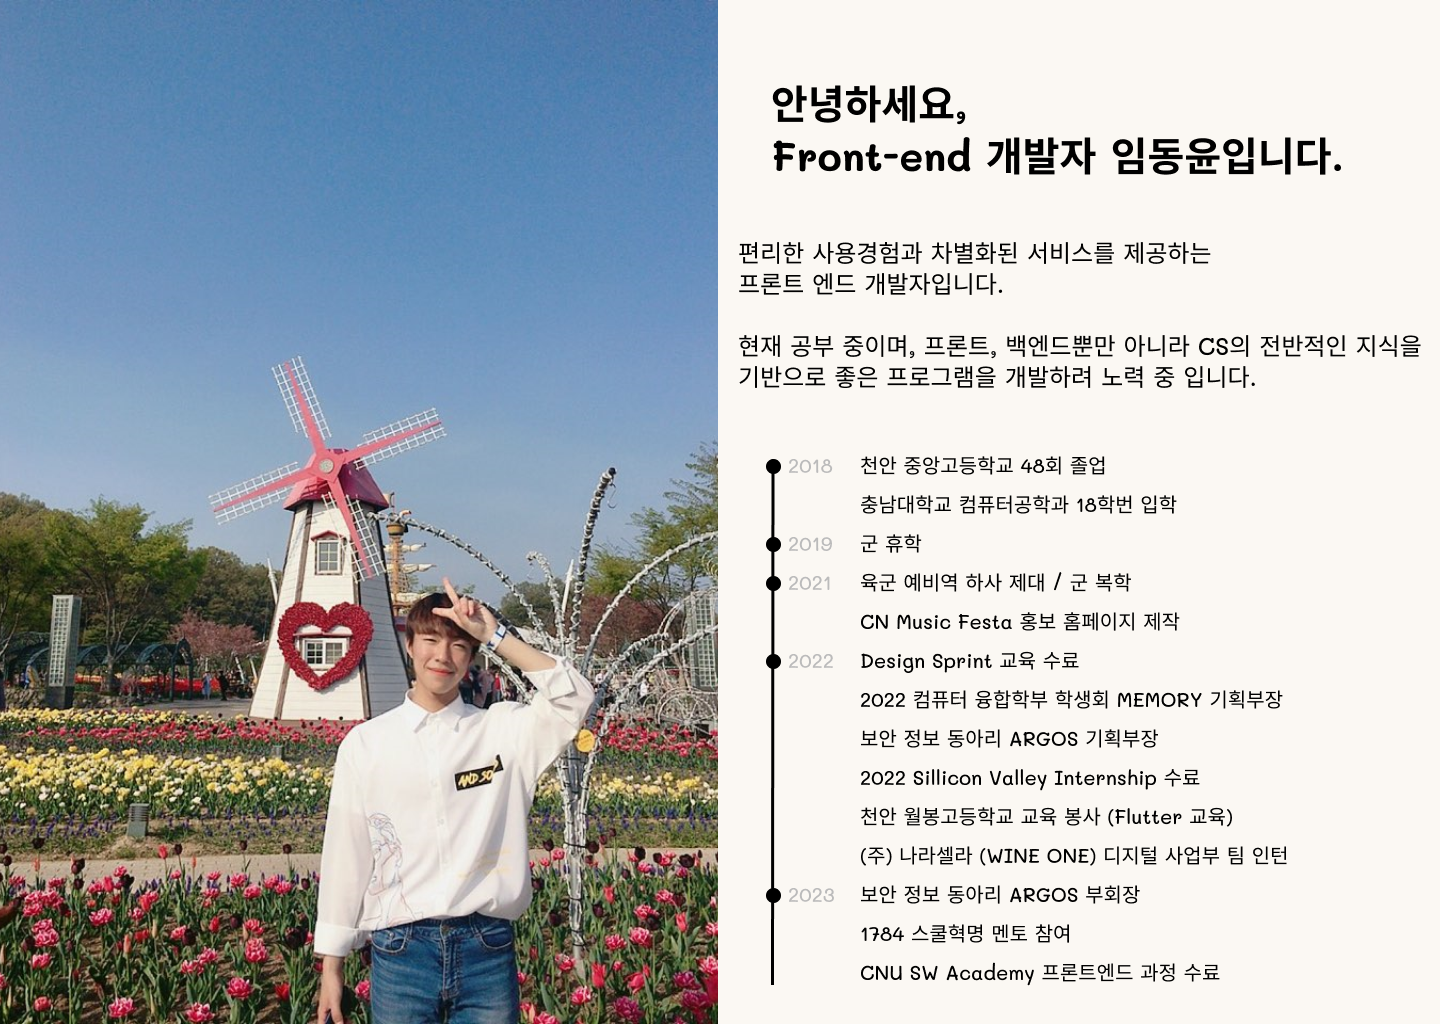 안녕하세요,
Front-end 개발자 임동윤입니다.
편리한 사용경험과 차별화된 서비스를 제공하는
프론트 엔드 개발자입니다.
현재 공부 중이며, 프론트, 백엔드뿐만 아니라 CS의 전반적인 지식을
기반으로 좋은 프로그램을 개발하려 노력 중 입니다.
2018 천안 중앙고등학교 48회 졸업
충남대학교 컴퓨터공학과 18학번 입학
2019 군 휴학
2021 육군 예비역 하사 제대 / 군 복학
CN Music Festa 홍보 홈페이지 제작
2022 Design Sprint 교육 수료
2022 컴퓨터 융합학부 학생회 MEMORY 기획부장
보안 정보 동아리 ARGOS 기획부장
2022 Sillicon Valley Internship 수료
천안 월봉고등학교 교육 봉사 (Flutter 교육)
(주) 나라셀라 (WINE ONE) 디지털 사업부 팀 인턴
2023 보안 정보 동아리 ARGOS 부회장
1784 스쿨혁명 멘토 참여
CNU SW Academy 프론트엔드 과정 수료
AND SO